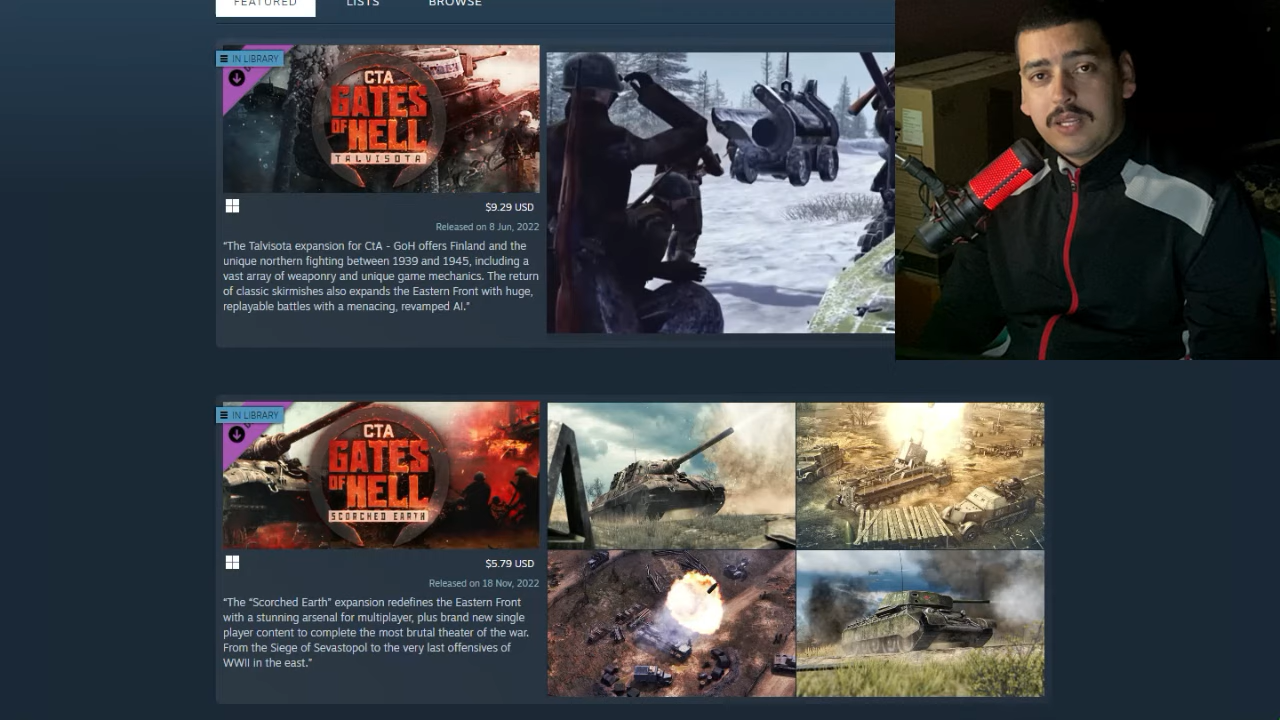 FEATURED
LISTS
BROWSE
IN LIBRARY
CTA
GATES
OF HELL
TALVISOTA
$9.29 USD
Released on 8 Jun, 2022
"The Talvisota expansion for CtA - GoH offers Finland and the
unique northern fighting between 1939 and 1945, including a
vast array of weaponry and unique game mechanics. The return
of classic skirmishes also expands the Eastern Front with huge,
replayable battles with a menacing, revamped AI."
IN LIBRARY
CTA
GATES
OF HELL
SCORCHED EARTH
$5.79 USD
Released on 18 Nov, 2022
"The "Scorched Earth" expansion redefines the Eastern Front
with a stunning arsenal for multiplayer, plus brand new single
player content to complete the most brutal theater of the war.
From the Siege of Sevastopol to the very last offensives of
WWII in the east."